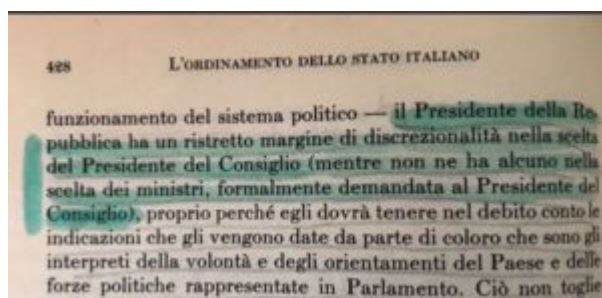 428
L'ORDINAMENTO DELLO STATO ITALIANO
funzionamento del sistema politico — il Presidente della Re-
pubblica ha un ristretto margine di discrezionalità nella scelta
del Presidente del Consiglio (mentre non ne ha alcuno nella
scelta dei ministri, formalmente demandata al Presidente del
Consiglio), proprio perché egli dovrà tenere nel debito conto le
indicazioni che gli vengono date da parte di coloro che sono gli
interpreti della volontà e degli orientamenti del Paese e delle
forze politiche rappresentate in Parlamento. Ciò non toglie